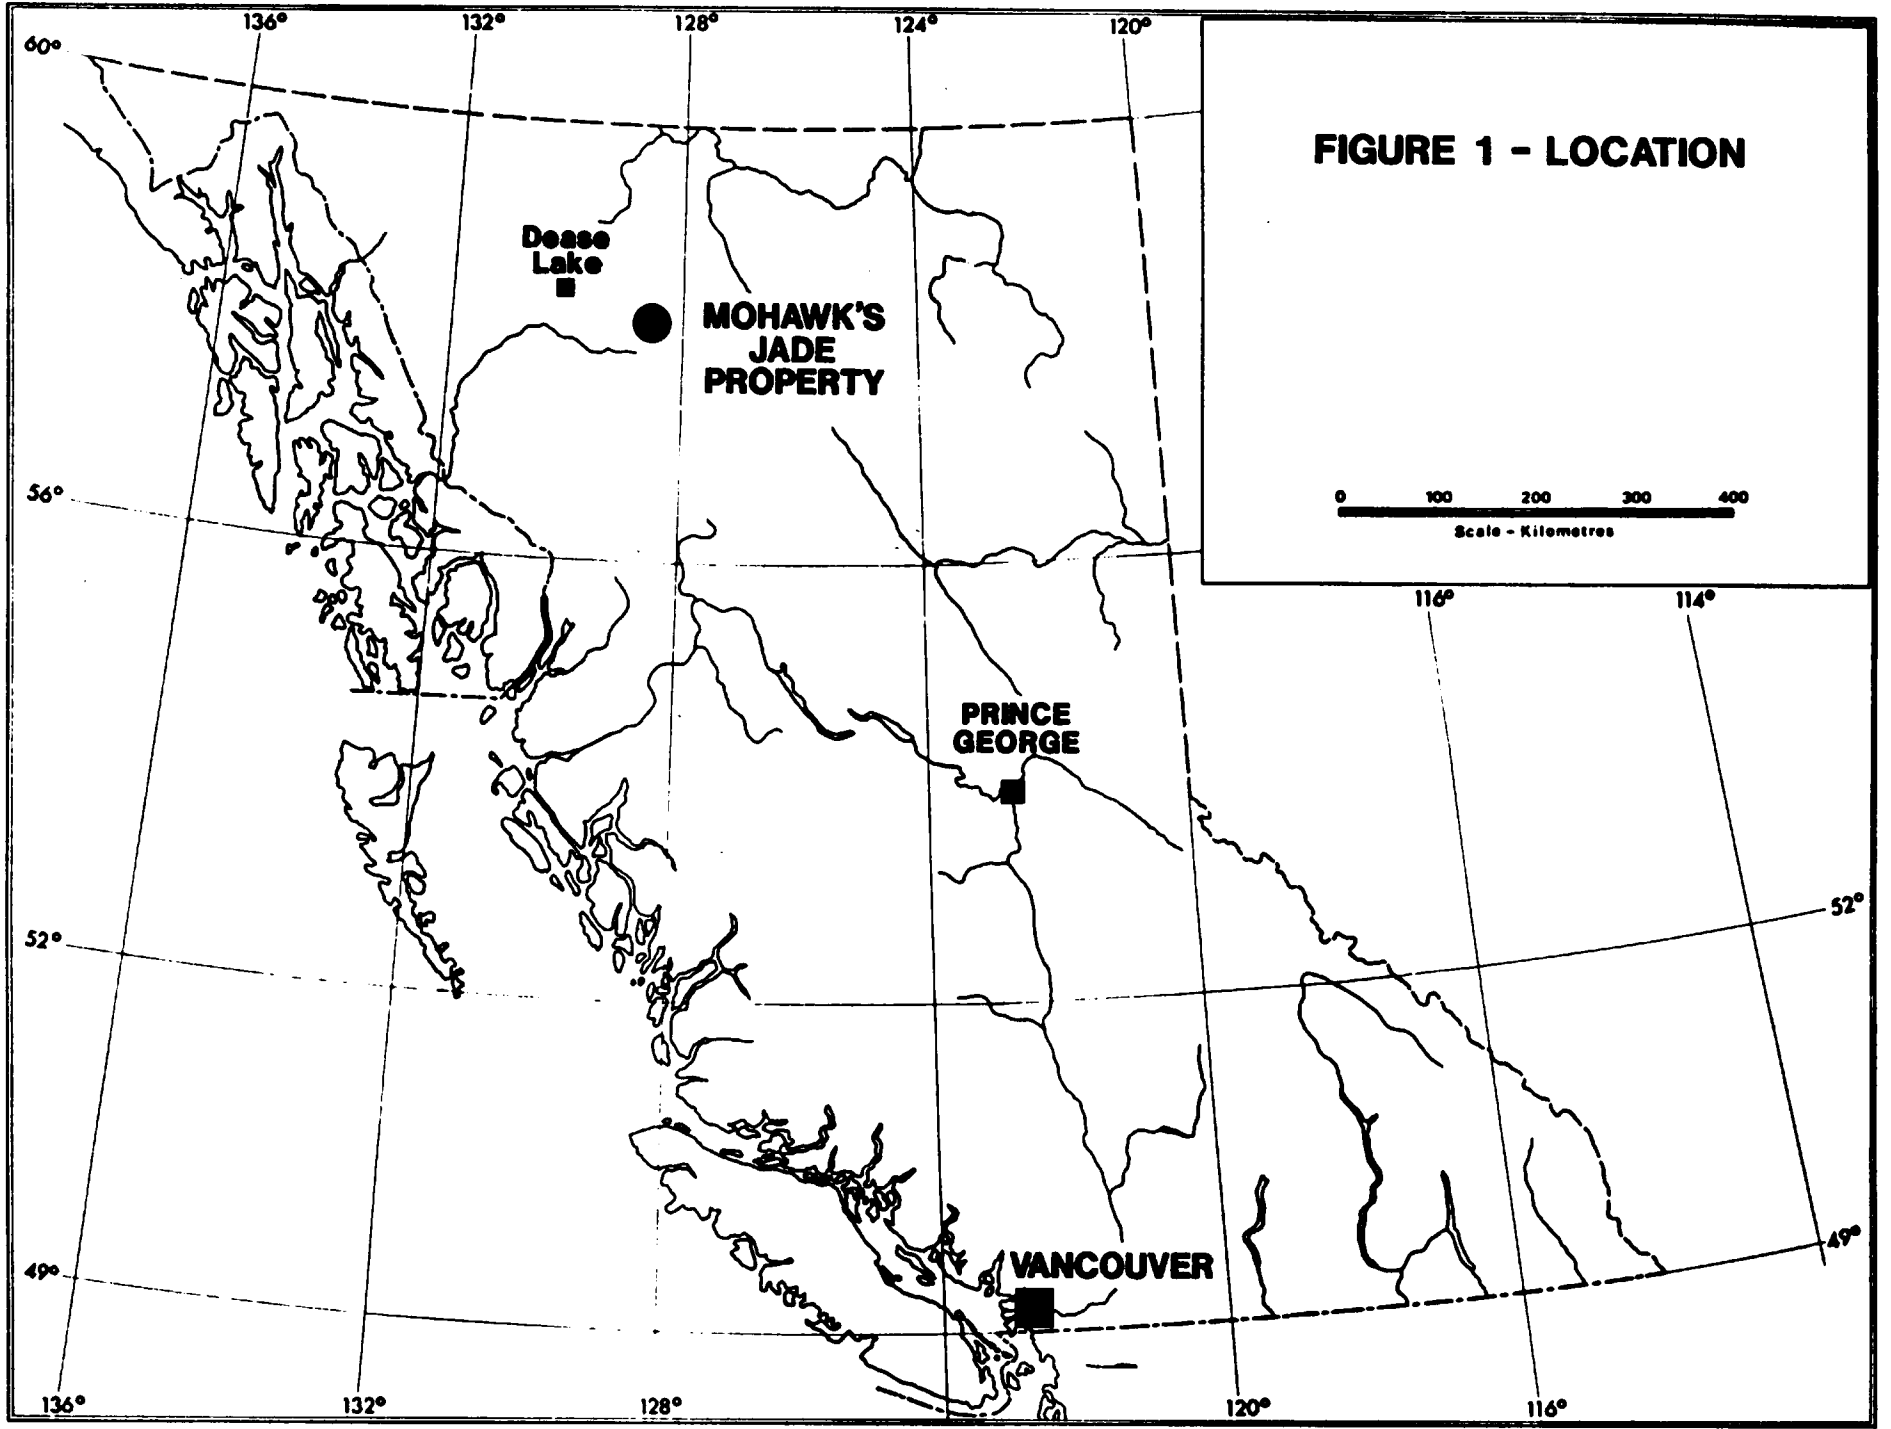 136°
132°
128°
124°
120°
60°
FIGURE 1 - LOCATION
Dease
Lake
MOHAWK'S
JADE
PROPERTY
56°
0 100 200 300 400
Scale - Kilometres
116°
114°
PRINCE
GEORGE
52°
52°
49°
VANCOUVER
49°
136°
132°
128°
120°
116°